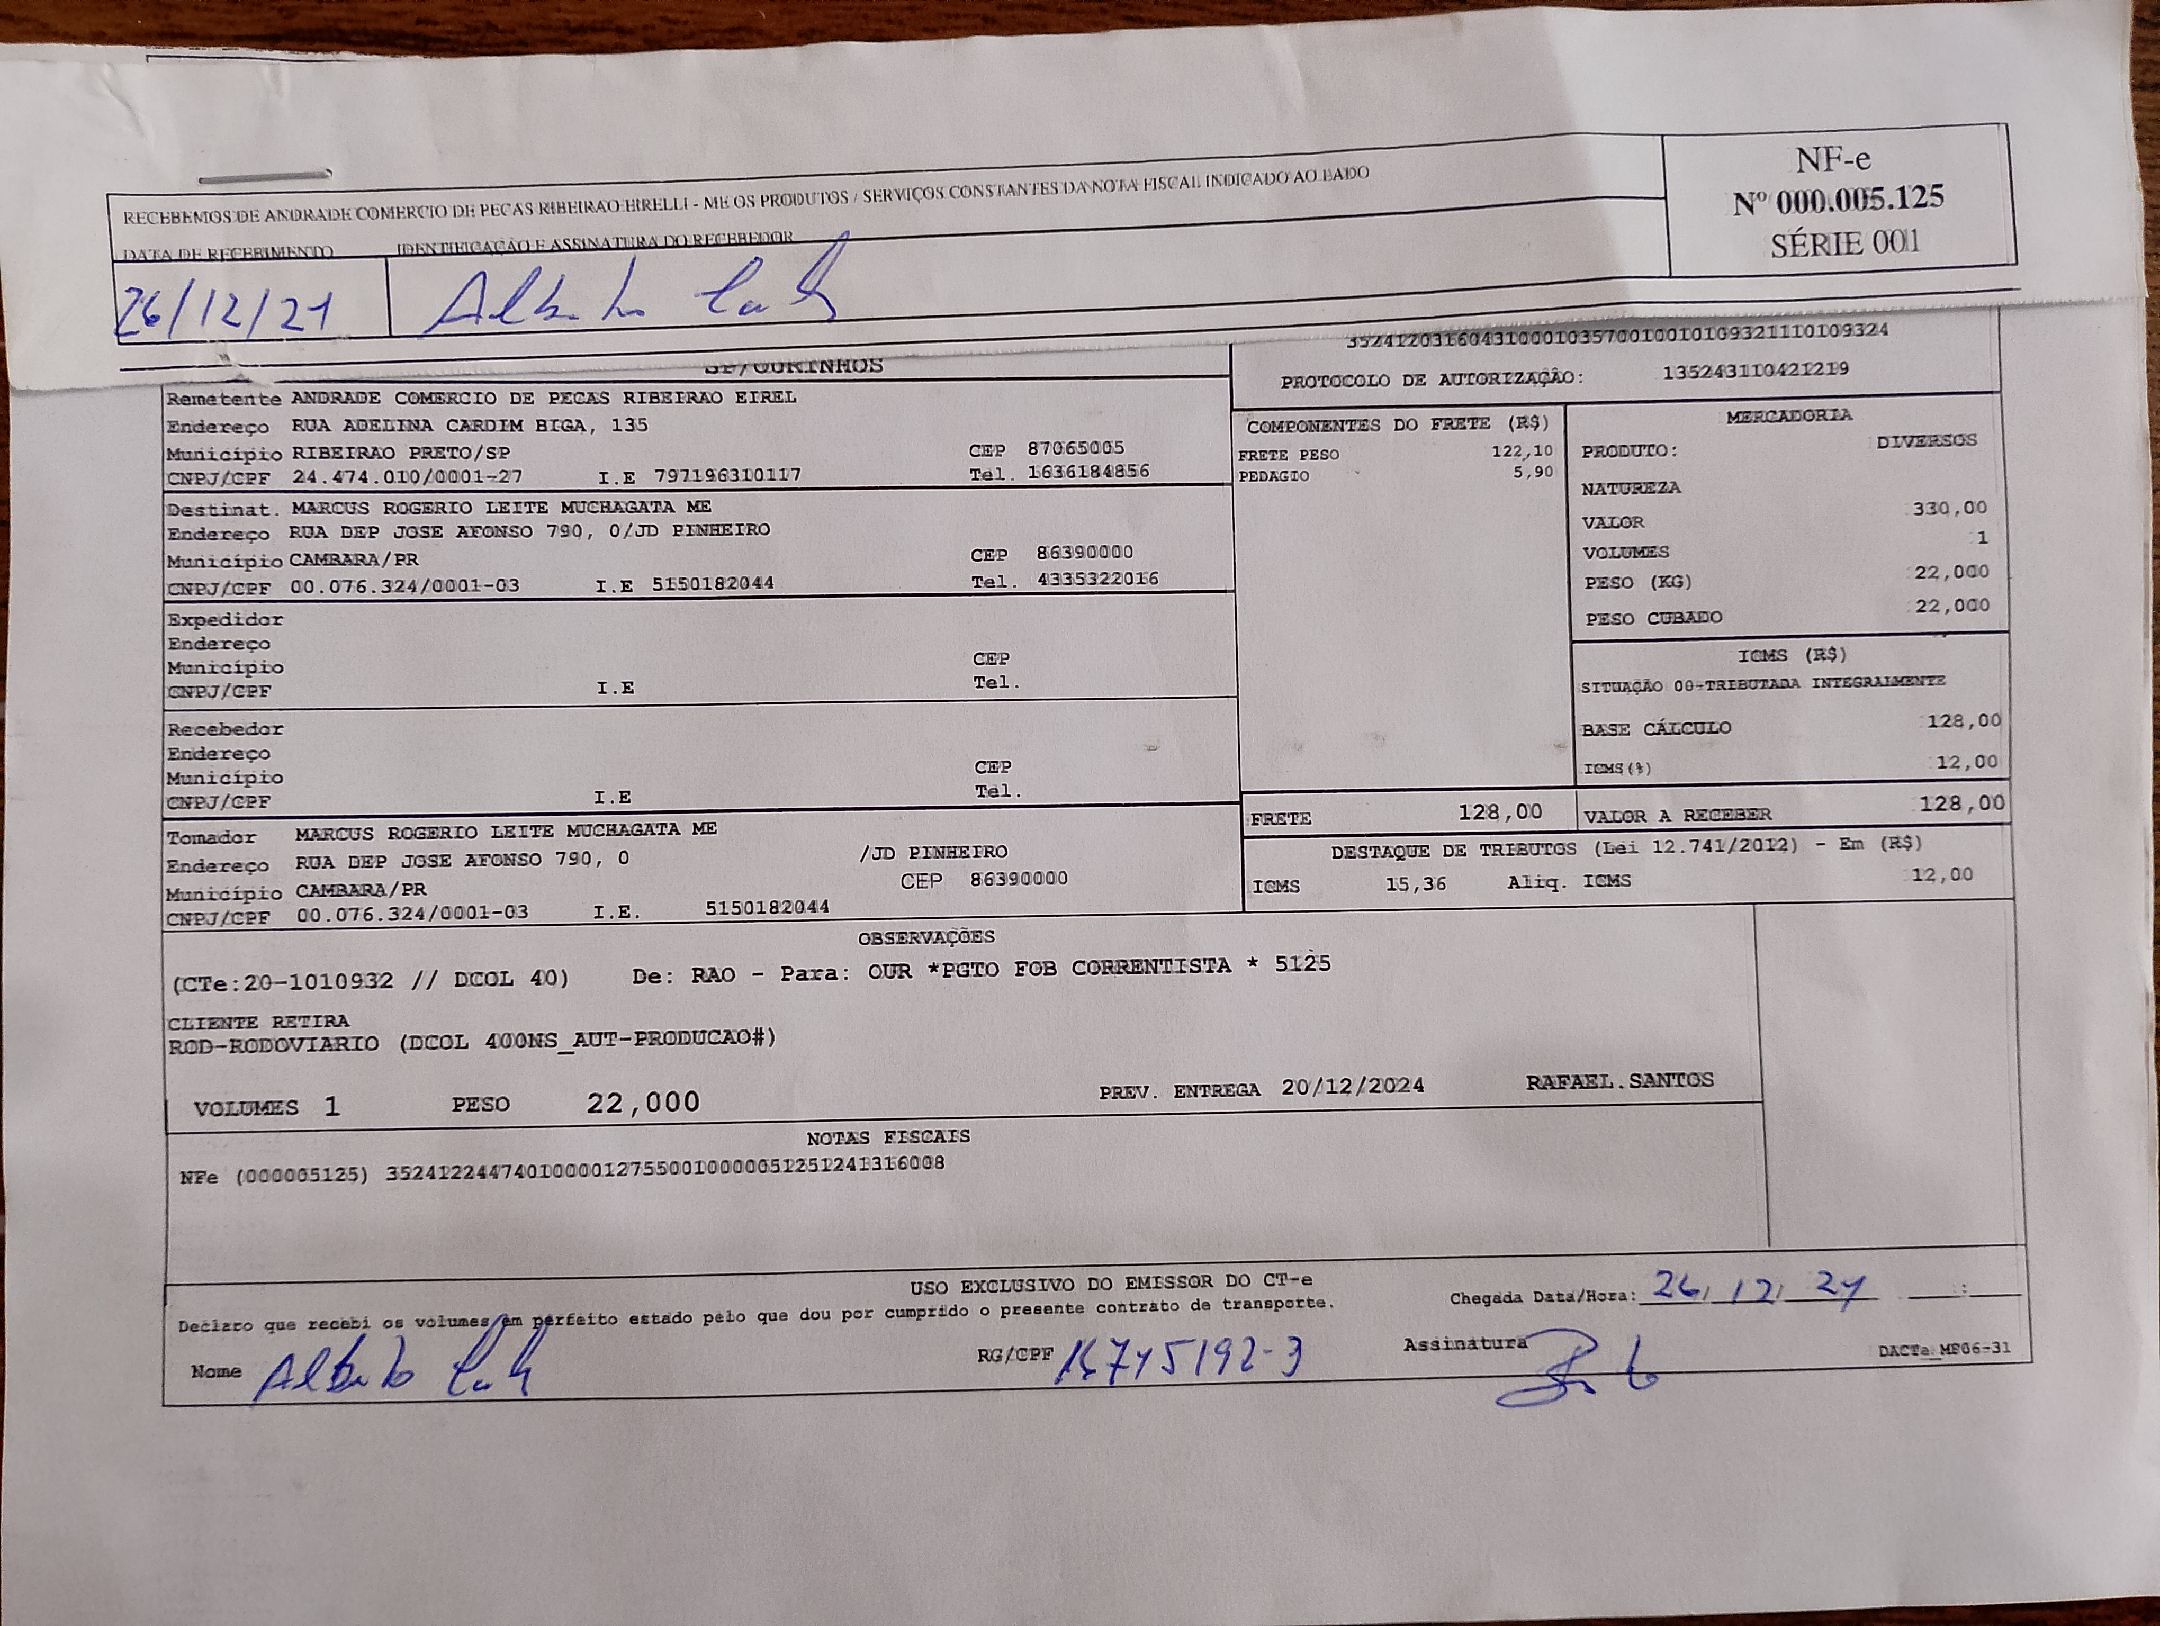 RECEBEMOS DE ANDRADE COMERCIO DE PECAS RIBEIRAO EIRELLI - ME OS PRODUTOS / SERVIÇOS CONSTANTES DA NOTA FISCAL INDICADO AO LADO
NF-e
Nº 000.005.125
SÉRIE 001
DATA DE RECEBIMENTO IDENTIFICAÇÃO E ASSINATURA DO RECEBEDOR
26/12/24
SP/OURINHOS
35241203160431000103570010010109321110109324
PROTOCOLO DE AUTORIZAÇÃO: 135243110421219
Remetente ANDRADE COMERCIO DE PECAS RIBEIRAO EIREL
Endereço RUA ADELINA CARDIM BIGA, 135
Município RIBEIRAO PRETO/SP CEP 87065005
CNPJ/CPF 24.474.010/0001-27 I.E 797196310117 Tel. 1636184856
Destinat. MARCUS ROGERIO LEITE MUCHAGATA ME
Endereço RUA DEP JOSE AFONSO 790, 0/JD PINHEIRO
Município CAMBARA/PR CEP 86390000
CNPJ/CPF 00.076.324/0001-03 I.E 5150182044 Tel. 4335322016
Expedidor
Endereço
Município CEP
CNPJ/CPF I.E Tel.
Recebedor
Endereço
Município CEP
CNPJ/CPF I.E Tel.
Tomador MARCUS ROGERIO LEITE MUCHAGATA ME
Endereço RUA DEP JOSE AFONSO 790, 0 /JD PINHEIRO
Município CAMBARA/PR CEP 86390000
CNPJ/CPF 00.076.324/0001-03 I.E. 5150182044
COMPONENTES DO FRETE (R$)
FRETE PESO 122,10
PEDAGIO 5,90
MERCADORIA
PRODUTO: DIVERSOS
NATUREZA
VALOR 330,00
VOLUMES 1
PESO (KG) 22,000
PESO CUBADO 22,000
ICMS (R$)
SITUAÇÃO 00-TRIBUTADA INTEGRALMENTE
BASE CÁLCULO 128,00
ICMS(%) 12,00
FRETE 128,00 VALOR A RECEBER 128,00
DESTAQUE DE TRIBUTOS (Lei 12.741/2012) - Em (R$)
ICMS 15,36 Aliq. ICMS 12,00
OBSERVAÇÕES
(CTe:20-1010932 // DCOL 40) De: RAO - Para: OUR *PGTO FOB CORRENTISTA * 5125
CLIENTE RETIRA
ROD-RODOVIARIO (DCOL 400NS_AUT-PRODUCAO#)
VOLUMES 1 PESO 22,000 PREV. ENTREGA 20/12/2024 RAFAEL.SANTOS
NOTAS FISCAIS
NFe (000005125) 35241224474010000127550010000051251241316008
USO EXCLUSIVO DO EMISSOR DO CT-e
Declaro que recebi os volumes em perfeito estado pelo que dou por cumprido o presente contrato de transporte.
Chegada Data/Hora: 26/12/24 :
Nome Alberto RG/CPF 16745192-3 Assinatura
DACTe_MF06-31